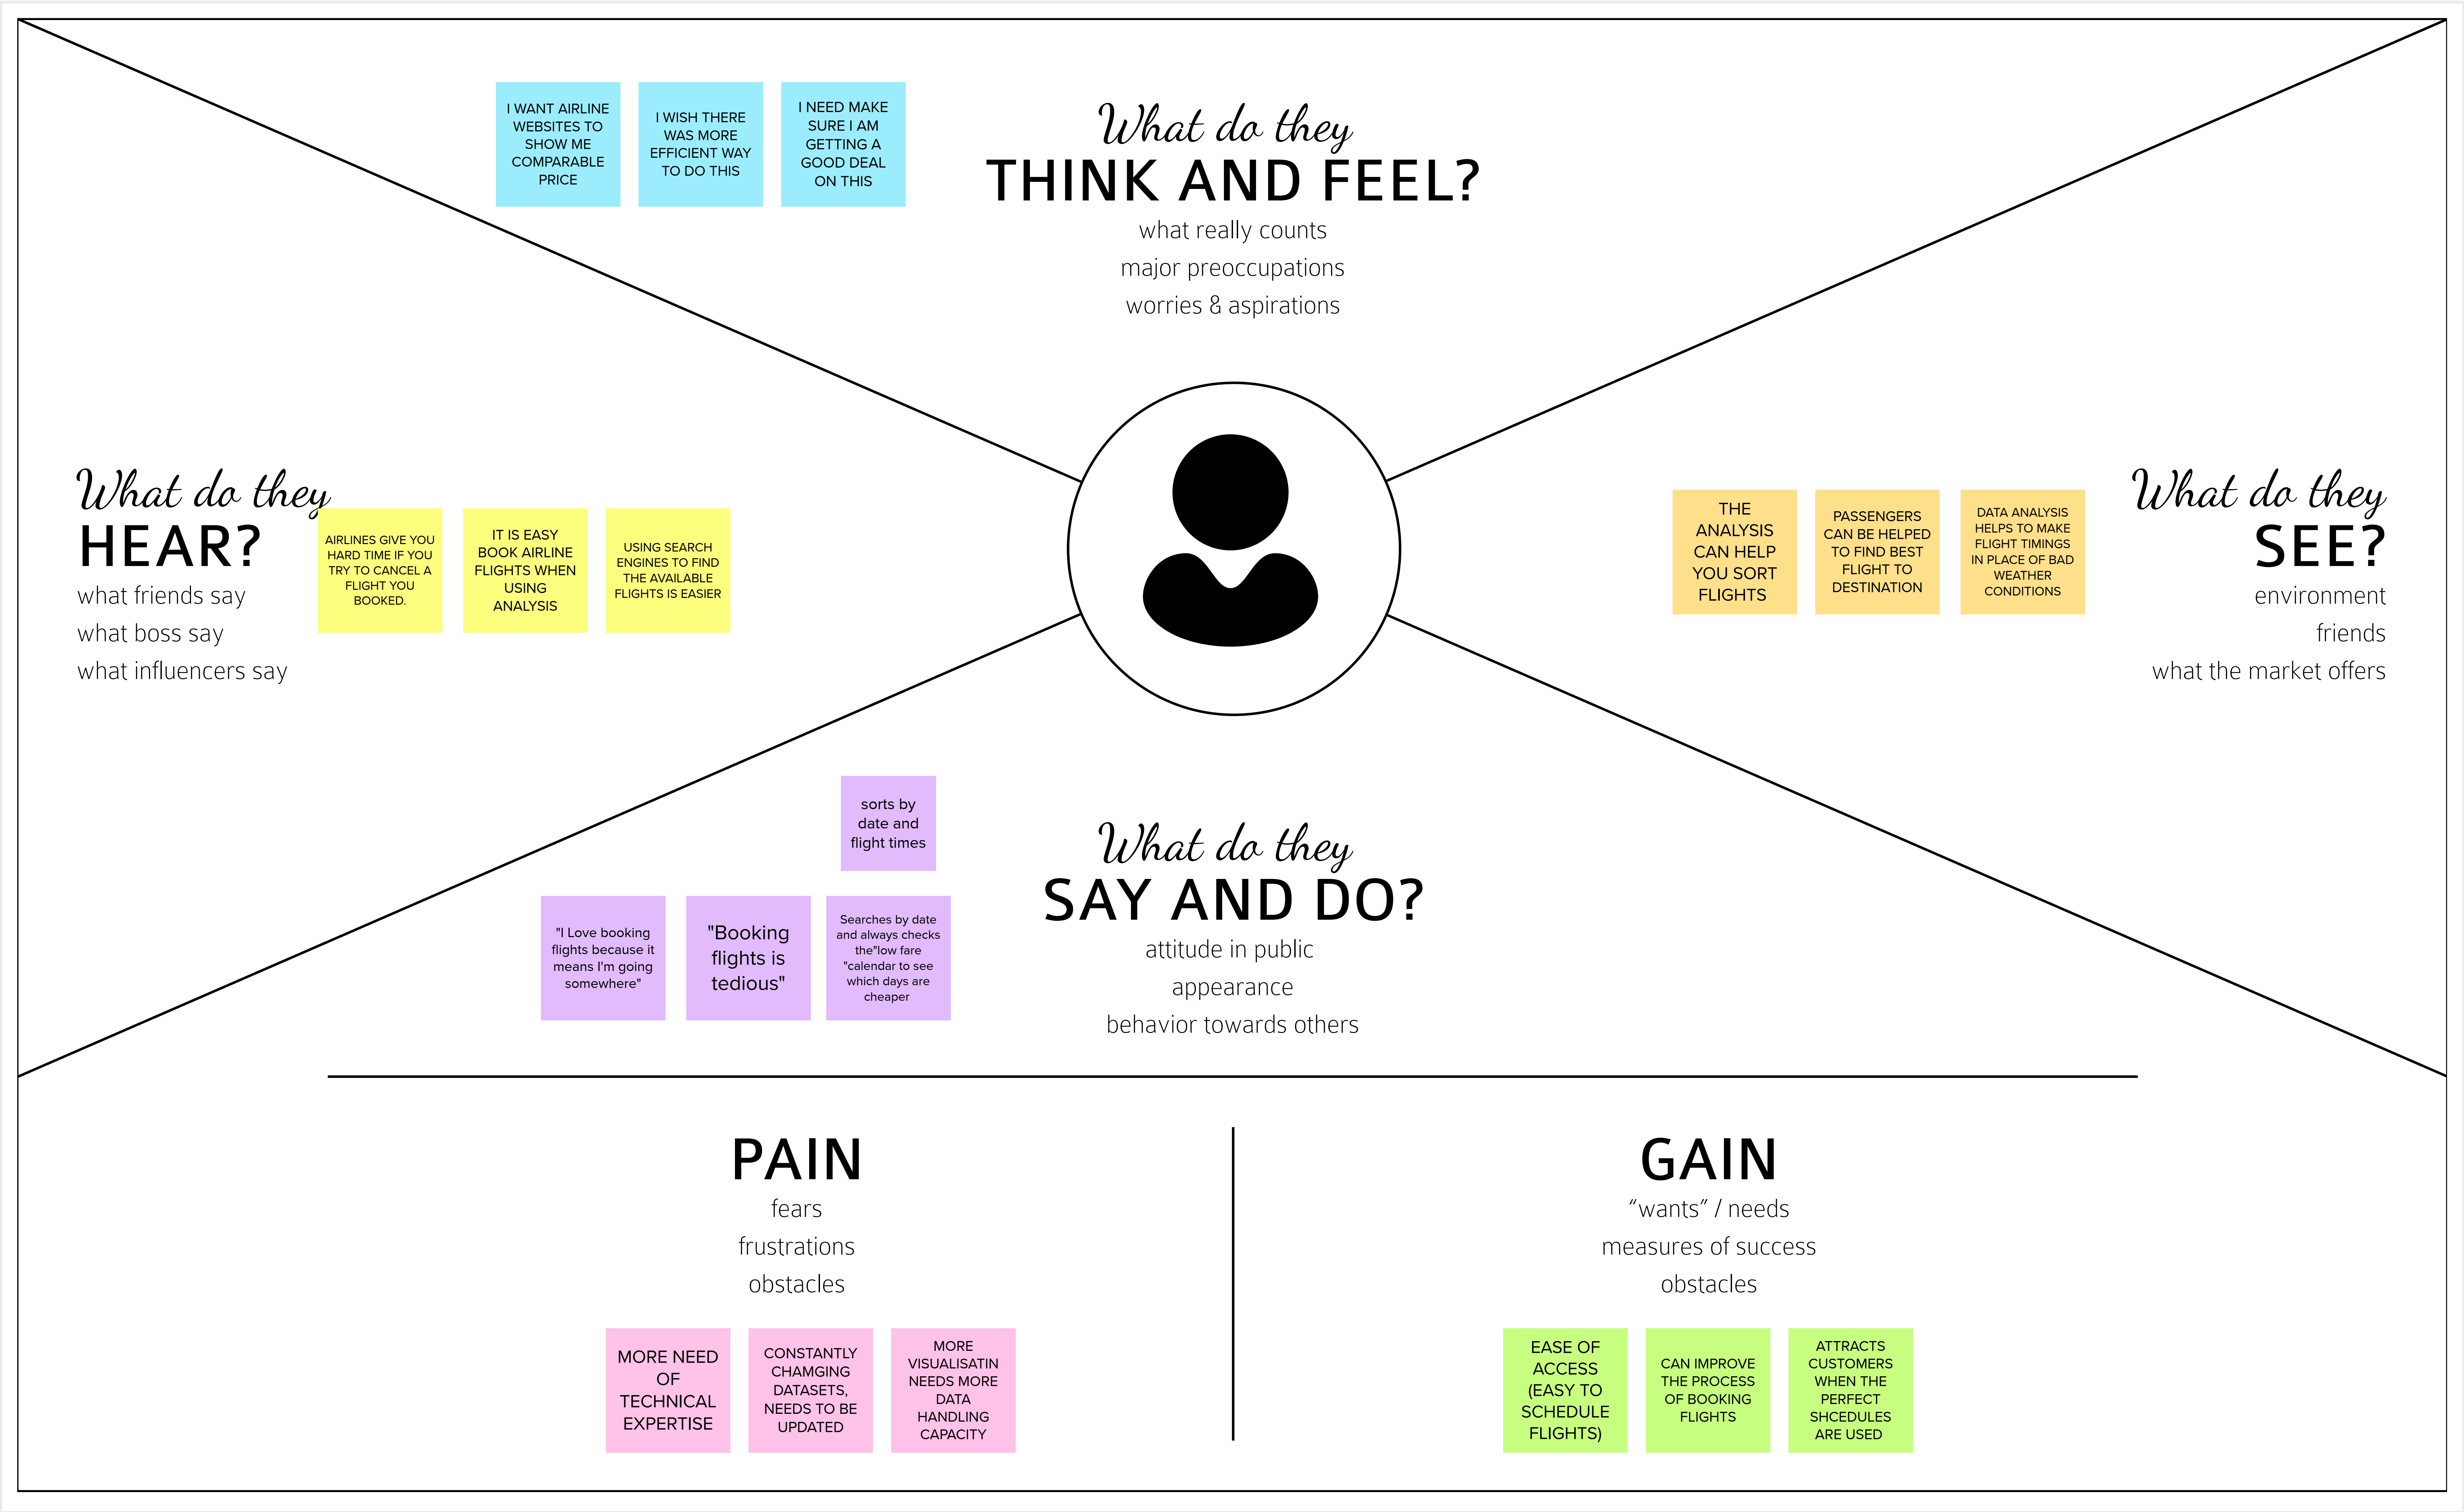 I WANT AIRLINE
WEBSITES TO
SHOW ME
COMPARABLE
PRICE
I WISH THERE
WAS MORE
EFFICIENT WAY
TO DO THIS
I NEED MAKE
SURE I AM
GETTING A
GOOD DEAL
ON THIS
What do they
THINK AND FEEL?
what really counts
major preoccupations
worries & aspirations
What do they
HEAR?
what friends say
what boss say
what influencers say
AIRLINES GIVE YOU
HARD TIME IF YOU
TRY TO CANCEL A
FLIGHT YOU
BOOKED.
IT IS EASY
BOOK AIRLINE
FLIGHTS WHEN
USING
ANALYSIS
USING SEARCH
ENGINES TO FIND
THE AVAILABLE
FLIGHTS IS EASIER
THE
ANALYSIS
CAN HELP
YOU SORT
FLIGHTS
PASSENGERS
CAN BE HELPED
TO FIND BEST
FLIGHT TO
DESTINATION
DATA ANALYSIS
HELPS TO MAKE
FLIGHT TIMINGS
IN PLACE OF BAD
WEATHER
CONDITIONS
What do they
SEE?
environment
friends
what the market offers
sorts by
date and
flight times
"I Love booking
flights because it
means I'm going
somewhere"
"Booking
flights is
tedious"
Searches by date
and always checks
the"low fare
"calendar to see
which days are
cheaper
What do they
SAY AND DO?
attitude in public
appearance
behavior towards others
PAIN
fears
frustrations
obstacles
MORE NEED
OF
TECHNICAL
EXPERTISE
CONSTANTLY
CHAMGING
DATASETS,
NEEDS TO BE
UPDATED
MORE
VISUALISATIN
NEEDS MORE
DATA
HANDLING
CAPACITY
GAIN
“wants” / needs
measures of success
obstacles
EASE OF
ACCESS
(EASY TO
SCHEDULE
FLIGHTS)
CAN IMPROVE
THE PROCESS
OF BOOKING
FLIGHTS
ATTRACTS
CUSTOMERS
WHEN THE
PERFECT
SHCEDULES
ARE USED